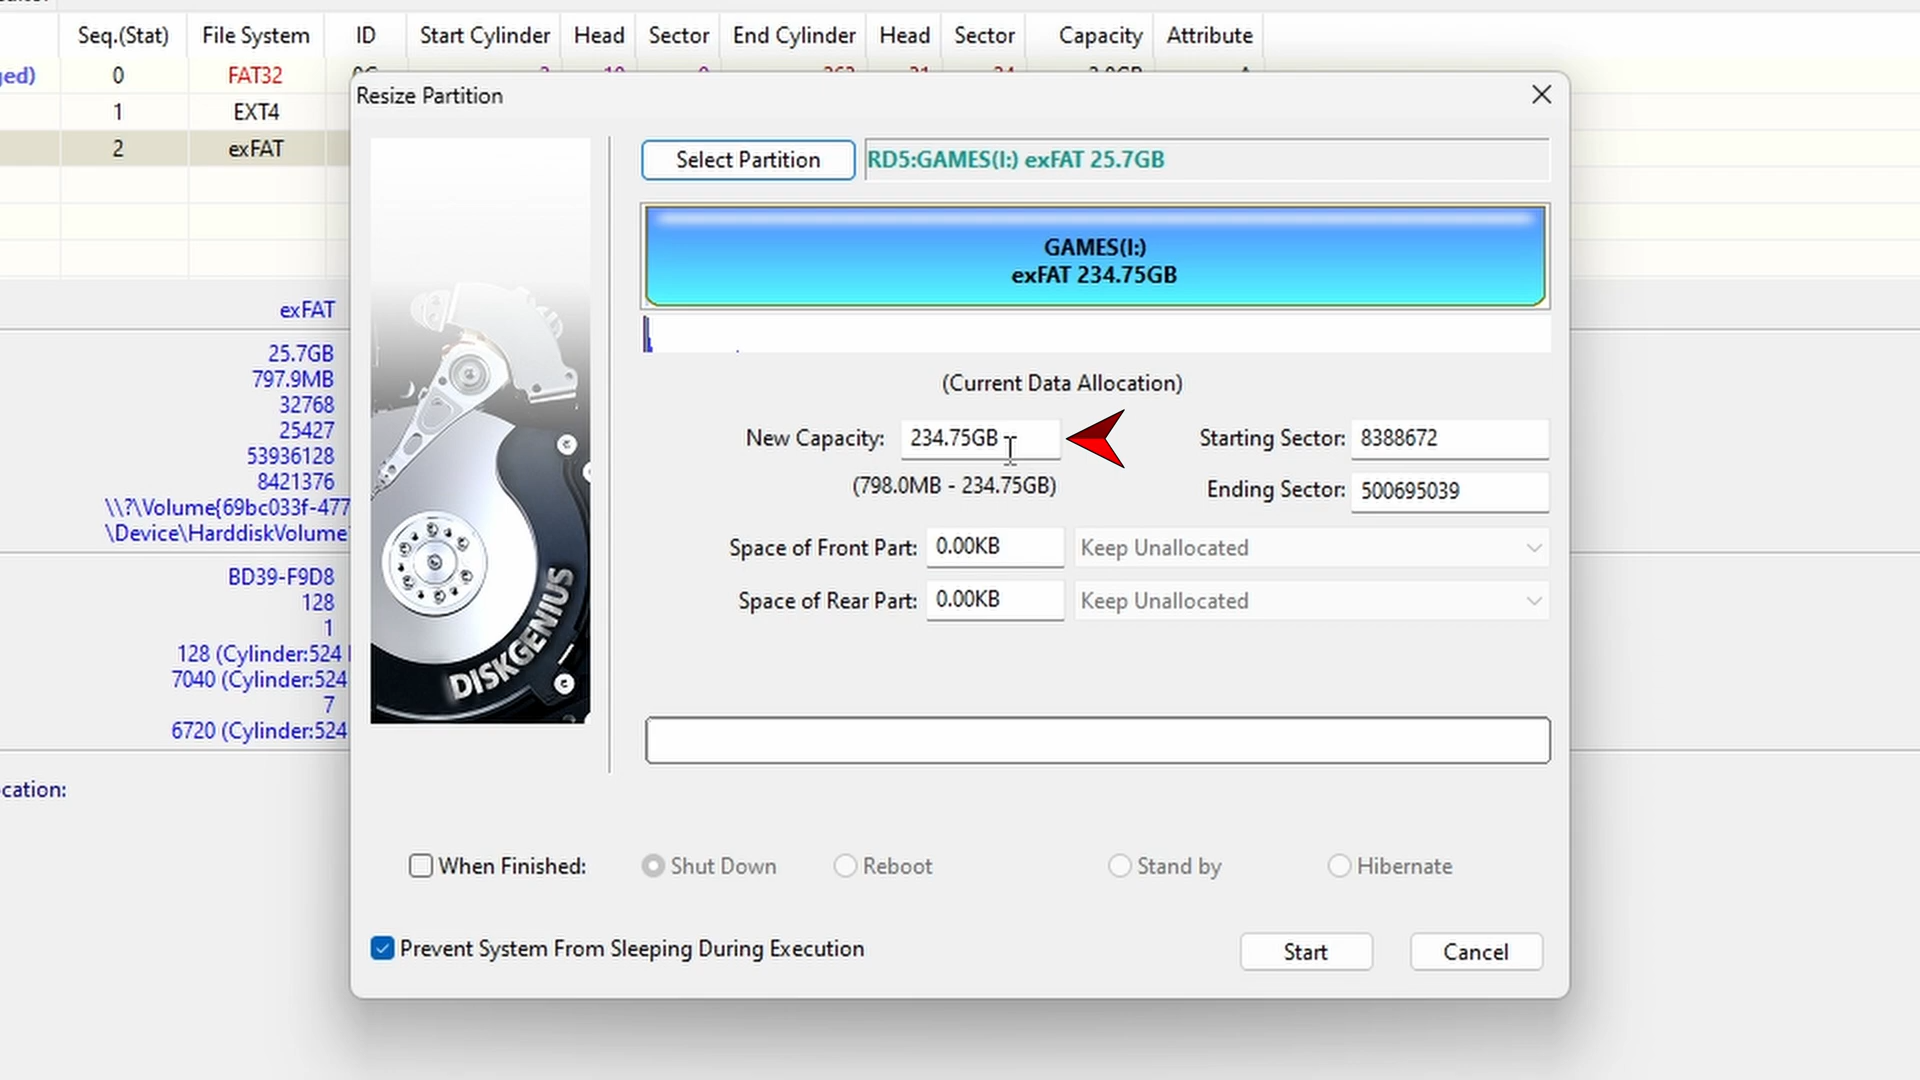 Seq.(Stat) File System ID Start Cylinder Head Sector End Cylinder Head Sector Capacity Attribute
0 FAT32
1 EXT4
2 exFAT
exFAT
25.7GB
797.9MB
32768
25427
53936128
8421376
\\?\Volume{69bc033f-477
\Device\HarddiskVolume
BD39-F9D8
128
1
128 (Cylinder:524
7040 (Cylinder:524
7
6720 (Cylinder:524
cation:
Resize Partition
Select Partition RD5:GAMES(I:) exFAT 25.7GB
GAMES(I:)
exFAT 234.75GB
(Current Data Allocation)
New Capacity: 234.75GB Starting Sector: 8388672
(798.0MB - 234.75GB) Ending Sector: 500695039
Space of Front Part: 0.00KB Keep Unallocated
Space of Rear Part: 0.00KB Keep Unallocated
DISKGENIUS
When Finished: Shut Down Reboot Stand by Hibernate
Prevent System From Sleeping During Execution
Start Cancel